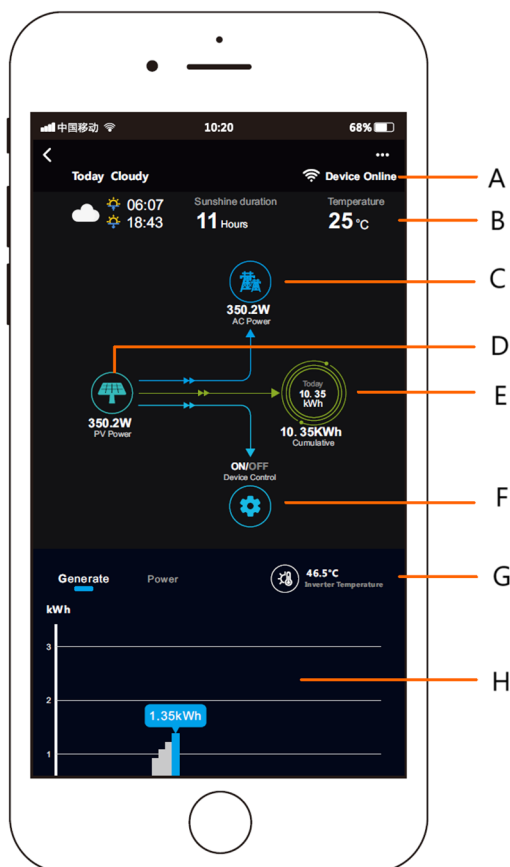 中国移动 10:20 68%
Today Cloudy Device Online
A
06:07 Sunshine duration Temperature
18:43 11 Hours 25 °C
B
C
350.2W
AC Power
D
Today
10. 35
kWh
E
350.2W
PV Power
10. 35KWh
Cumulative
ON/OFF
Device Control
F
Generate Power 46.5°C
Inverter Temperature
G
kWh
3
H
2
1.35kWh
1